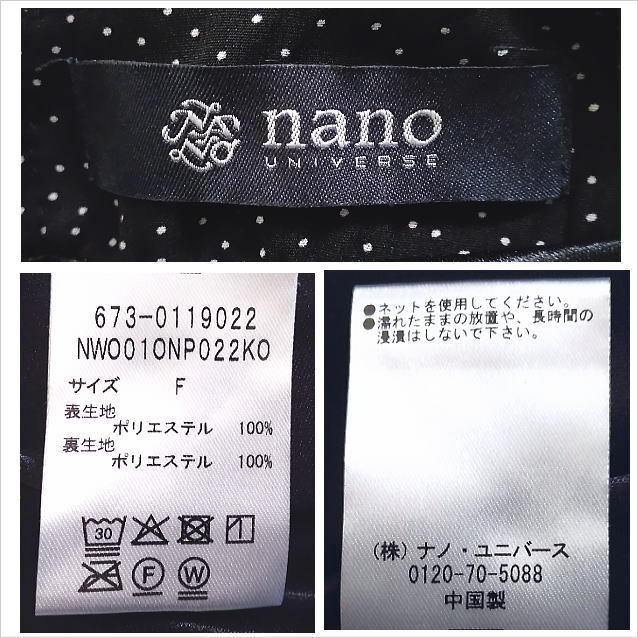 NANO
nano
UNIVERSE
673-0119022
NW001ONP022KO
サイズ F
表生地
ポリエステル 100%
裏生地
ポリエステル 100%
30
F W
●ネットを使用してください。
●濡れたままの放置や、長時間の
浸漬はしないで下さい。
(株) ナノ・ユニバース
0120-70-5088
中国製